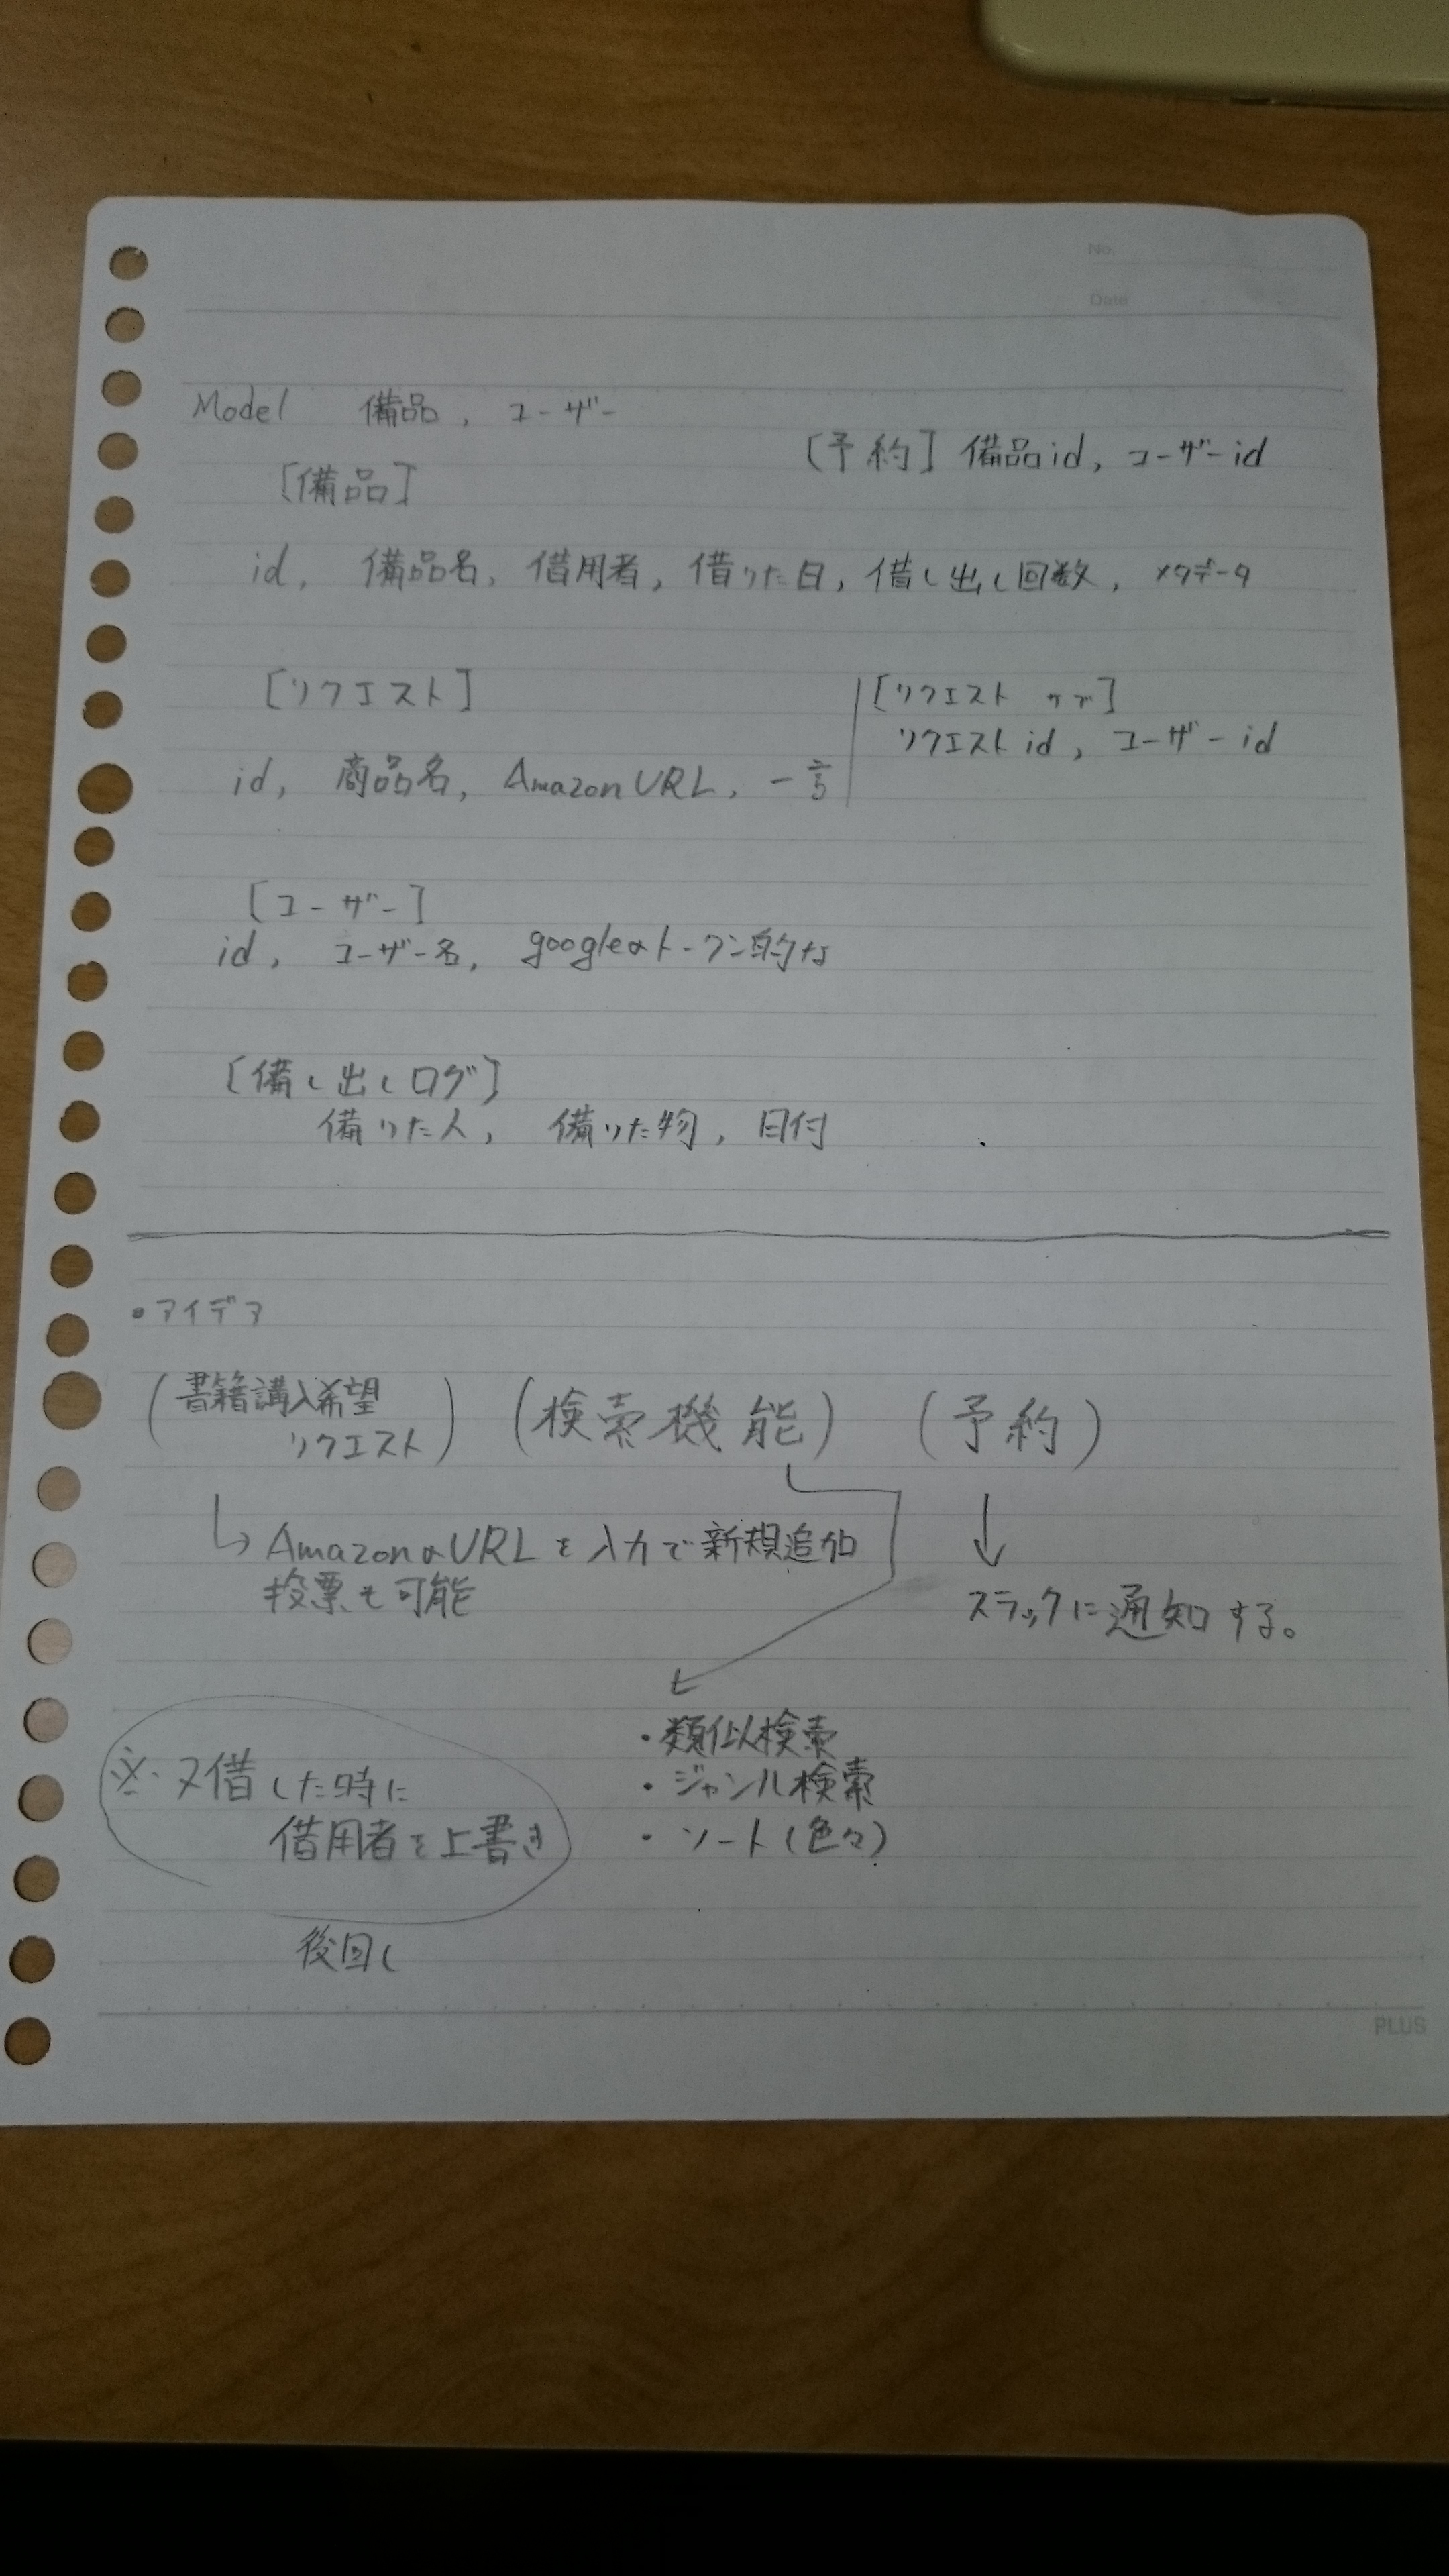 No.
Date
Model 備品, ユーザー
[予約] 備品id, ユーザーid
[備品]
id, 備品名, 借用者, 借りた日, 借し出し回数, メタデータ
[リクエスト]
id, 商品名, Amazon URL, 一言
[リクエスト サブ]
リクエストid, ユーザーid
[ユーザー]
id, ユーザー名, googleのトークン的な
[備し出しログ]
備りた人, 備りた物, 日付
・アイデア
(書籍講入希望
リクエスト)
(検索機能)
(予約)
AmazonのURLを入力で新規追加
投票も可能
スラックに通知する。
・類似検索
・ジャンル検索
・ソート(色々)
※・又借した時に
借用者を上書き
後回し
PLUS